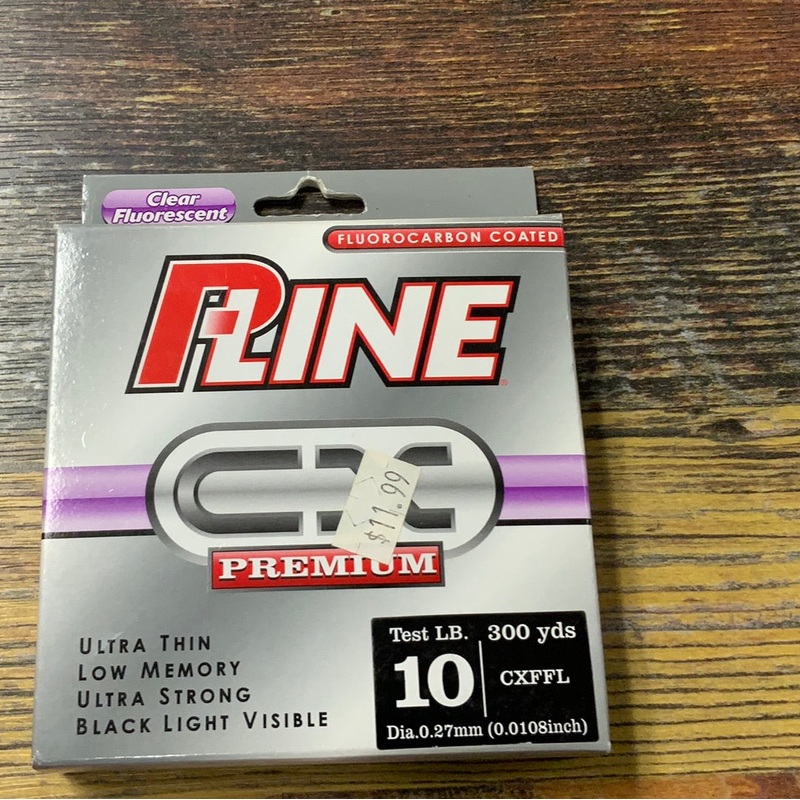 Clear
Fluorescent
FLUOROCARBON COATED
P-LINE
CX
$11.99
PREMIUM
ULTRA THIN
LOW MEMORY
ULTRA STRONG
BLACK LIGHT VISIBLE
Test LB.
10
300 yds
CXFFL
Dia.0.27mm (0.0108inch)